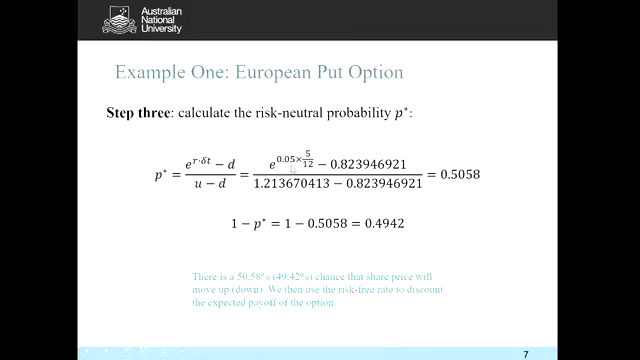 Australian
National
University
Example One: European Put Option
Step three: calculate the risk-neutral probability p*:
p* = (e^(r·δt) − d)/(u − d) = (e^(0.05×5/12) − 0.823946921)/(1.213670413 − 0.823946921) = 0.5058
1 − p* = 1 − 0.5058 = 0.4942
There is a 50.58% (49.42%) chance that share price will
move up (down). We then use the risk-free rate to discount
the expected payoff of the option.
7